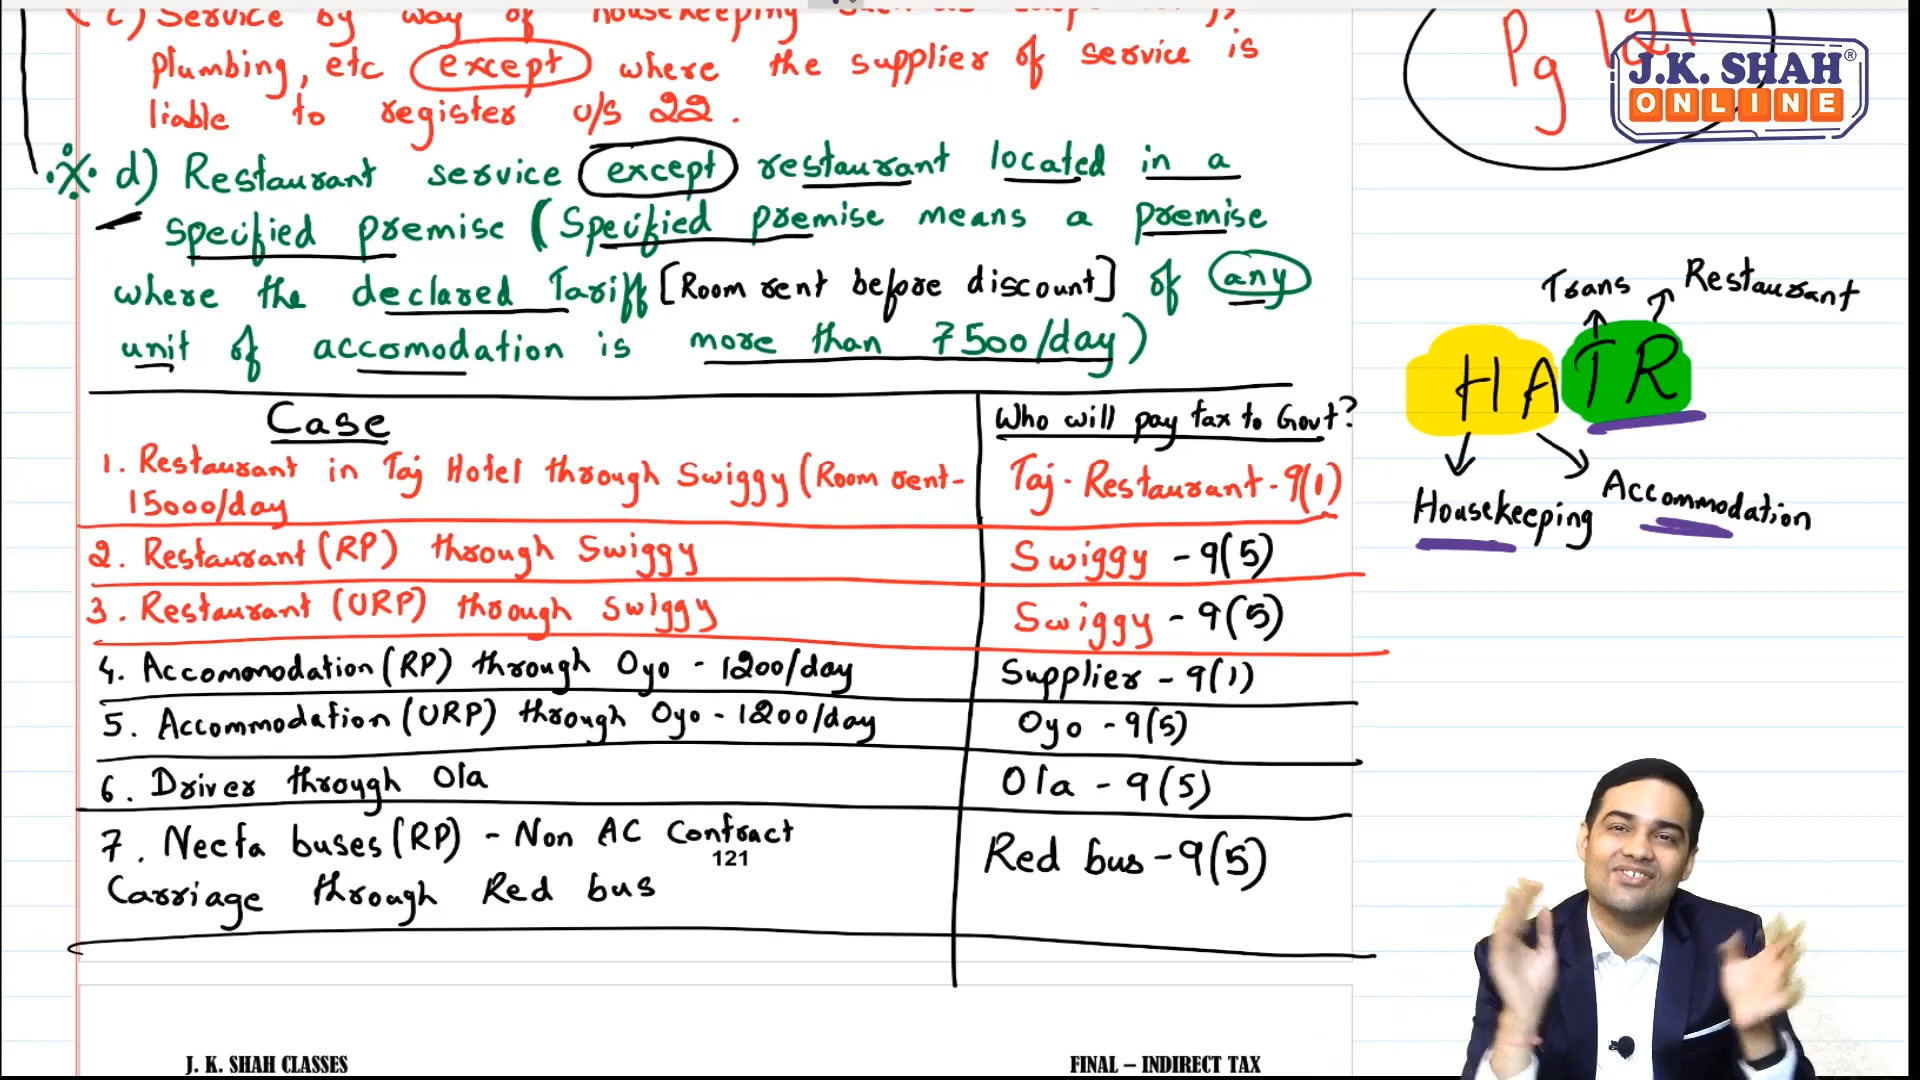 c) Service by way of housekeeping such as
plumbing, etc except where the supplier of service is
liable to register u/s 22.
d) Restaurant service except restaurant located in a
specified premise (Specified premise means a premise
where the declared Tariff [Room rent before discount] of any
unit of accomodation is more than 7500/day)
Case
Who will pay tax to Govt?
1. Restaurant in Taj Hotel through Swiggy (Room rent-
15000/day
Taj-Restaurant-9(1)
2. Restaurant (RP) through Swiggy
Swiggy - 9(5)
3. Restaurant (URP) through Swiggy
Swiggy - 9(5)
4. Accomonodation (RP) through Oyo - 1200/day
Supplier - 9(1)
5. Accommodation (URP) through Oyo - 1200/day
Oyo - 9(5)
6. Driver through Ola
Ola - 9(5)
7. Neeta buses (RP) - Non AC Contract
Carriage through Red bus
Red bus - 9(5)
121
J. K. SHAH CLASSES
FINAL – INDIRECT TAX
Pg 121
J.K. SHAH®
ONLINE
Trans
Restaurant
HATR
Housekeeping
Accommodation